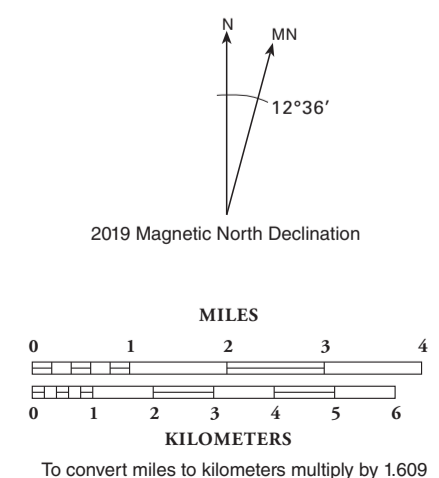 N
MN
12°36′
2019 Magnetic North Declination
MILES
0 1 2 3 4
0 1 2 3 4 5 6
KILOMETERS
To convert miles to kilometers multiply by 1.609